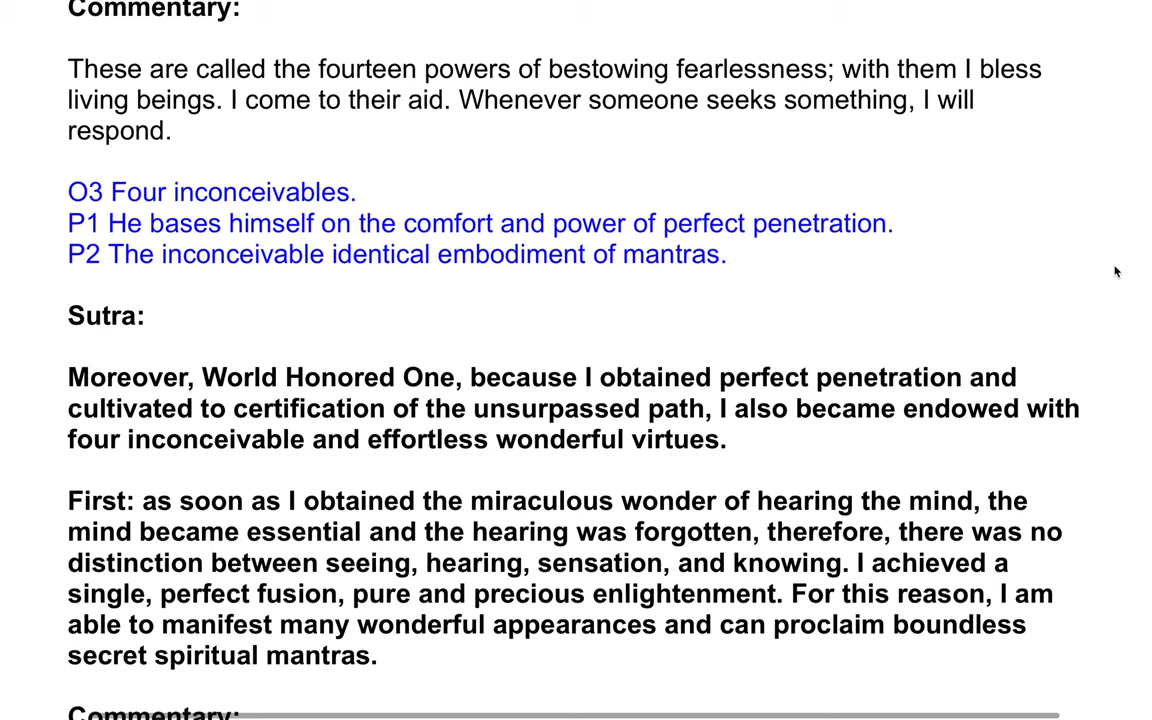 Commentary:
These are called the fourteen powers of bestowing fearlessness; with them I bless
living beings. I come to their aid. Whenever someone seeks something, I will
respond.
O3 Four inconceivables.
P1 He bases himself on the comfort and power of perfect penetration.
P2 The inconceivable identical embodiment of mantras.
Sutra:
Moreover, World Honored One, because I obtained perfect penetration and
cultivated to certification of the unsurpassed path, I also became endowed with
four inconceivable and effortless wonderful virtues.
First: as soon as I obtained the miraculous wonder of hearing the mind, the
mind became essential and the hearing was forgotten, therefore, there was no
distinction between seeing, hearing, sensation, and knowing. I achieved a
single, perfect fusion, pure and precious enlightenment. For this reason, I am
able to manifest many wonderful appearances and can proclaim boundless
secret spiritual mantras.
Commentary: